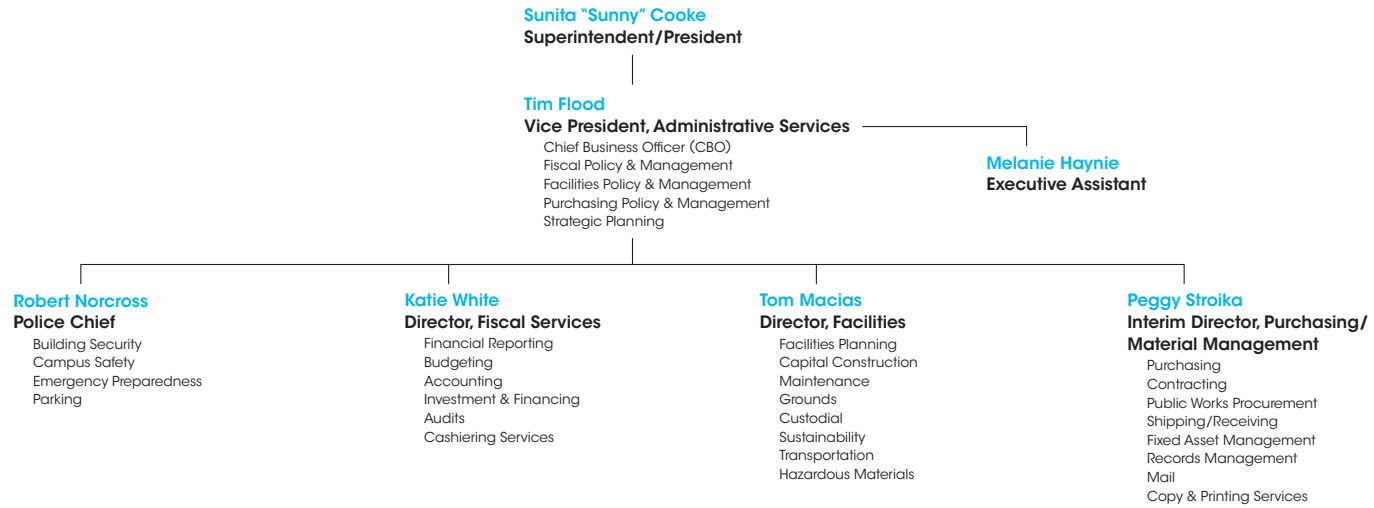 Sunita “Sunny” Cooke
Superintendent/President
Tim Flood
Vice President, Administrative Services
Chief Business Officer (CBO)
Fiscal Policy & Management
Facilities Policy & Management
Purchasing Policy & Management
Strategic Planning
Melanie Haynie
Executive Assistant
Robert Norcross
Police Chief
Building Security
Campus Safety
Emergency Preparedness
Parking
Katie White
Director, Fiscal Services
Financial Reporting
Budgeting
Accounting
Investment & Financing
Audits
Cashiering Services
Tom Macias
Director, Facilities
Facilities Planning
Capital Construction
Maintenance
Grounds
Custodial
Sustainability
Transportation
Hazardous Materials
Peggy Stroika
Interim Director, Purchasing/
Material Management
Purchasing
Contracting
Public Works Procurement
Shipping/Receiving
Fixed Asset Management
Records Management
Mail
Copy & Printing Services